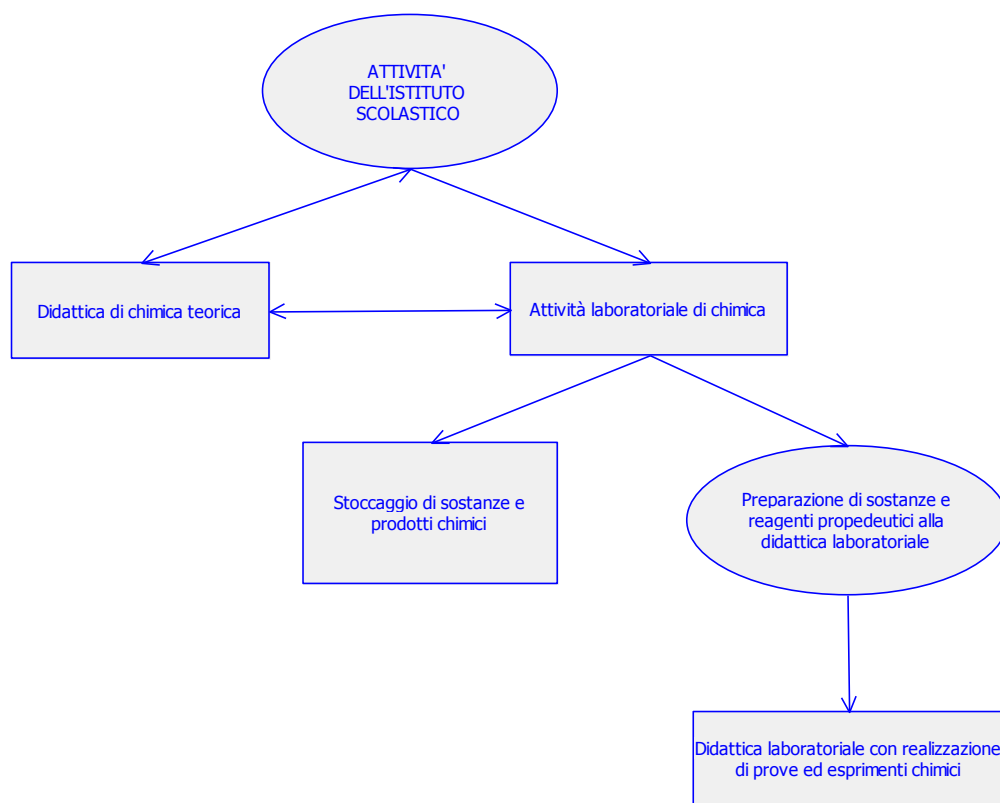 ATTIVITA'
DELL'ISTITUTO
SCOLASTICO
Didattica di chimica teorica
Attività laboratoriale di chimica
Stoccaggio di sostanze e
prodotti chimici
Preparazione di sostanze e
reagenti propedeutici alla
didattica laboratoriale
Didattica laboratoriale con realizzazione
di prove ed esprimenti chimici